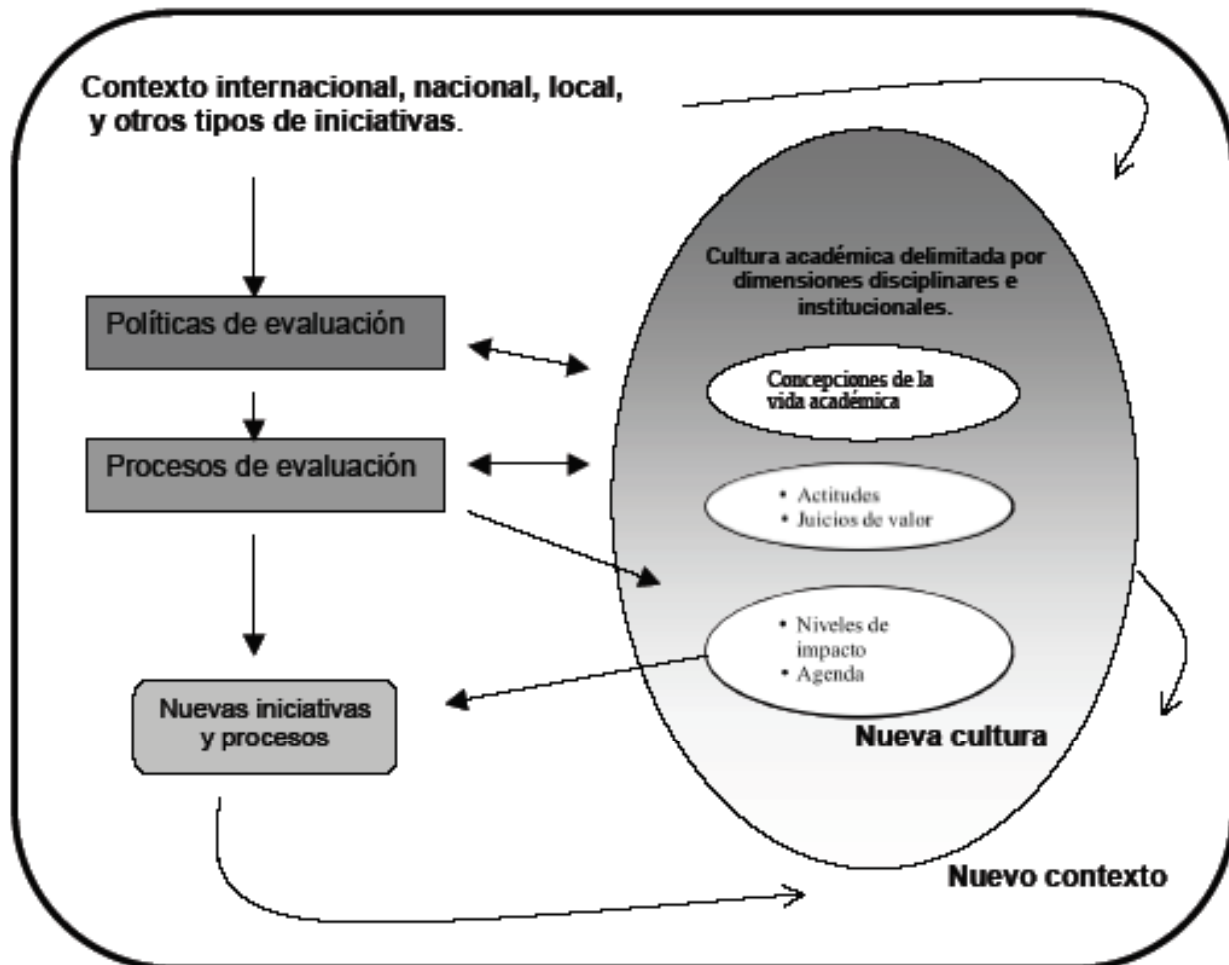 Contexto internacional, nacional, local,
y otros tipos de iniciativas.
Políticas de evaluación
Procesos de evaluación
Nuevas iniciativas
y procesos
Cultura académica delimitada por
dimensiones disciplinares e
institucionales.
Concepciones de la
vida académica
• Actitudes
• Juicios de valor
• Niveles de
impacto
• Agenda
Nueva cultura
Nuevo contexto